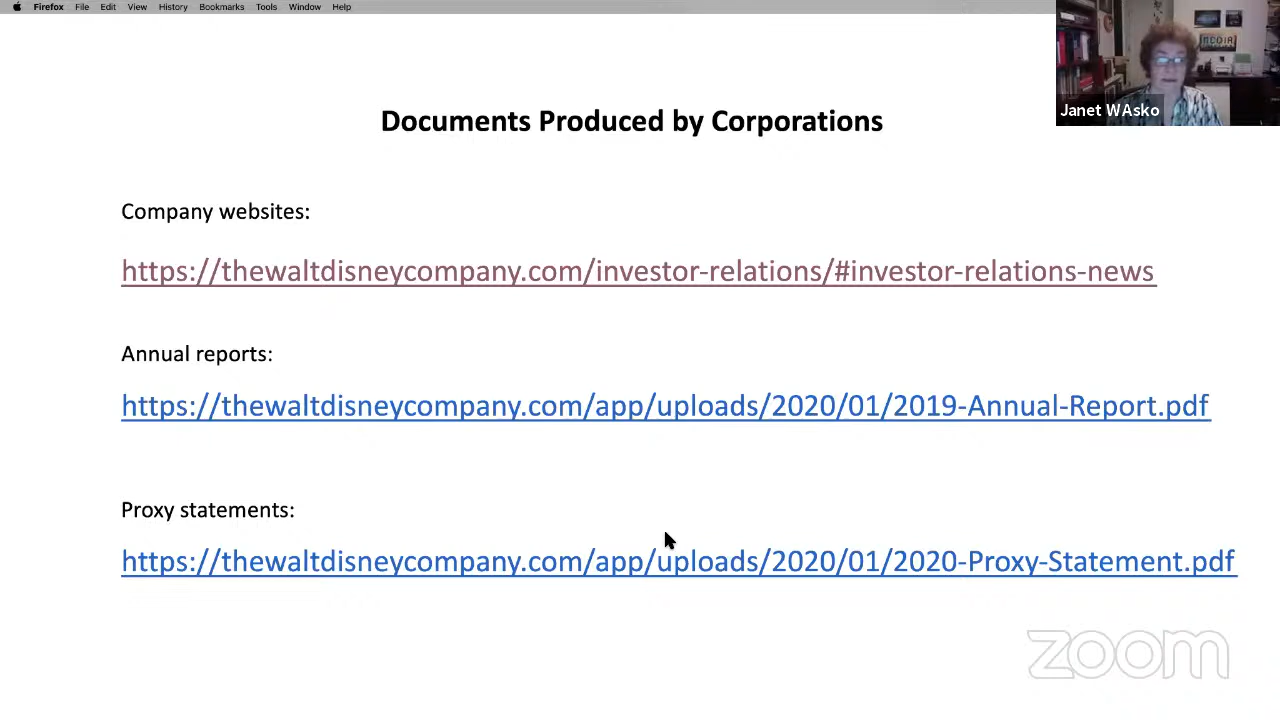 Firefox File Edit View History Bookmarks Tools Window Help
MEDIA
Janet WAsko
Documents Produced by Corporations
Company websites:
https://thewaltdisneycompany.com/investor-relations/#investor-relations-news
Annual reports:
https://thewaltdisneycompany.com/app/uploads/2020/01/2019-Annual-Report.pdf
Proxy statements:
https://thewaltdisneycompany.com/app/uploads/2020/01/2020-Proxy-Statement.pdf
zoom